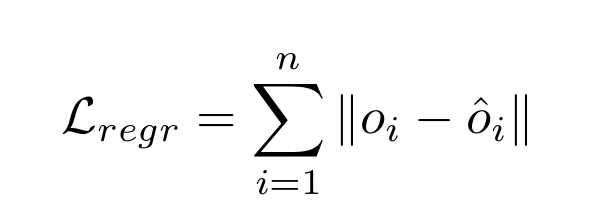 $\mathcal{L}_{regr} = \sum_{i=1}^{n} \| o_i - \hat{o}_i \|$